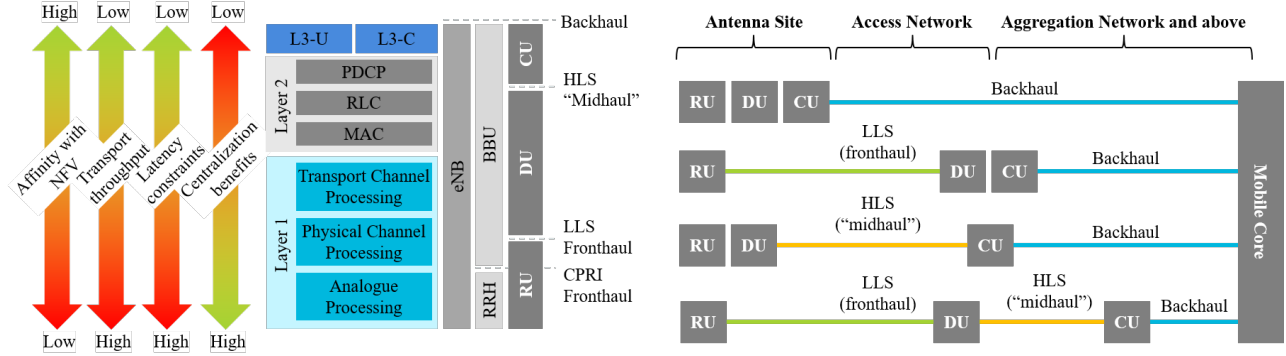 High
Low
Low
Low
Affinity with
NFV
Transport
throughput
Latency
constraints
Centralization
benefits
Low
High
High
High
L3-U
L3-C
Layer 2
PDCP
RLC
MAC
Layer 1
Transport Channel
Processing
Physical Channel
Processing
Analogue
Processing
eNB
BBU
RRH
CU
DU
RU
Backhaul
HLS
“Midhaul”
LLS
Fronthaul
CPRI
Fronthaul
Antenna Site
Access Network
Aggregation Network and above
RU
DU
CU
Backhaul
RU
LLS
(fronthaul)
DU
CU
Backhaul
RU
DU
HLS
(“midhaul”)
CU
Backhaul
RU
LLS
(fronthaul)
DU
HLS
(“midhaul”)
CU
Backhaul
Mobile Core